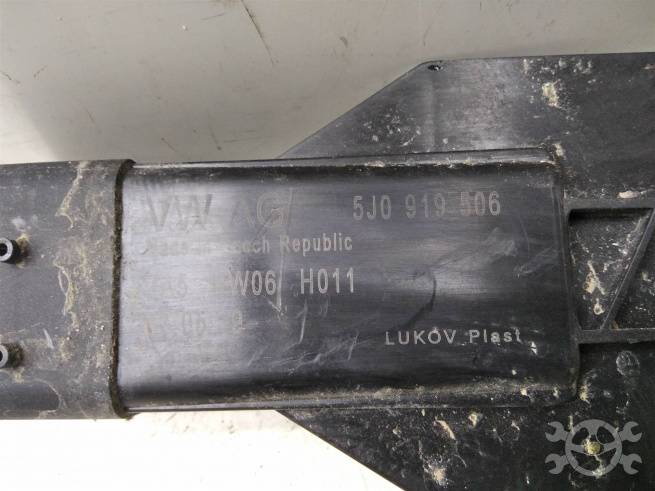 VW AG 5J0 919 506
Czech Republic
W06 H011
LUKOV Plast